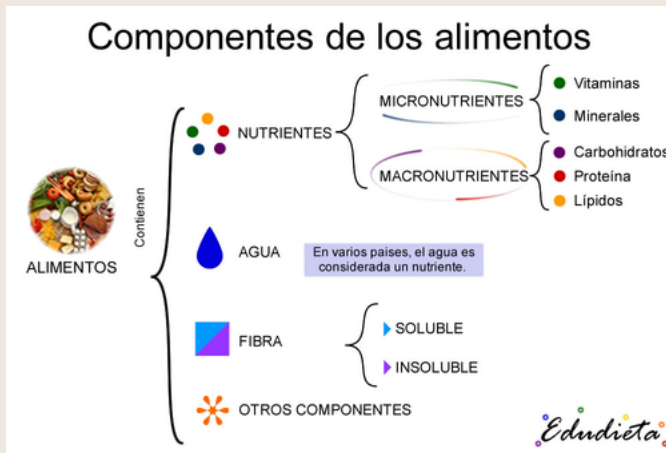 Componentes de los alimentos
ALIMENTOS
Contienen
NUTRIENTES
MICRONUTRIENTES
Vitaminas
Minerales
MACRONUTRIENTES
Carbohidratos
Proteína
Lípidos
AGUA
En varios paises, el agua es
considerada un nutriente.
FIBRA
SOLUBLE
INSOLUBLE
OTROS COMPONENTES
Edudieta